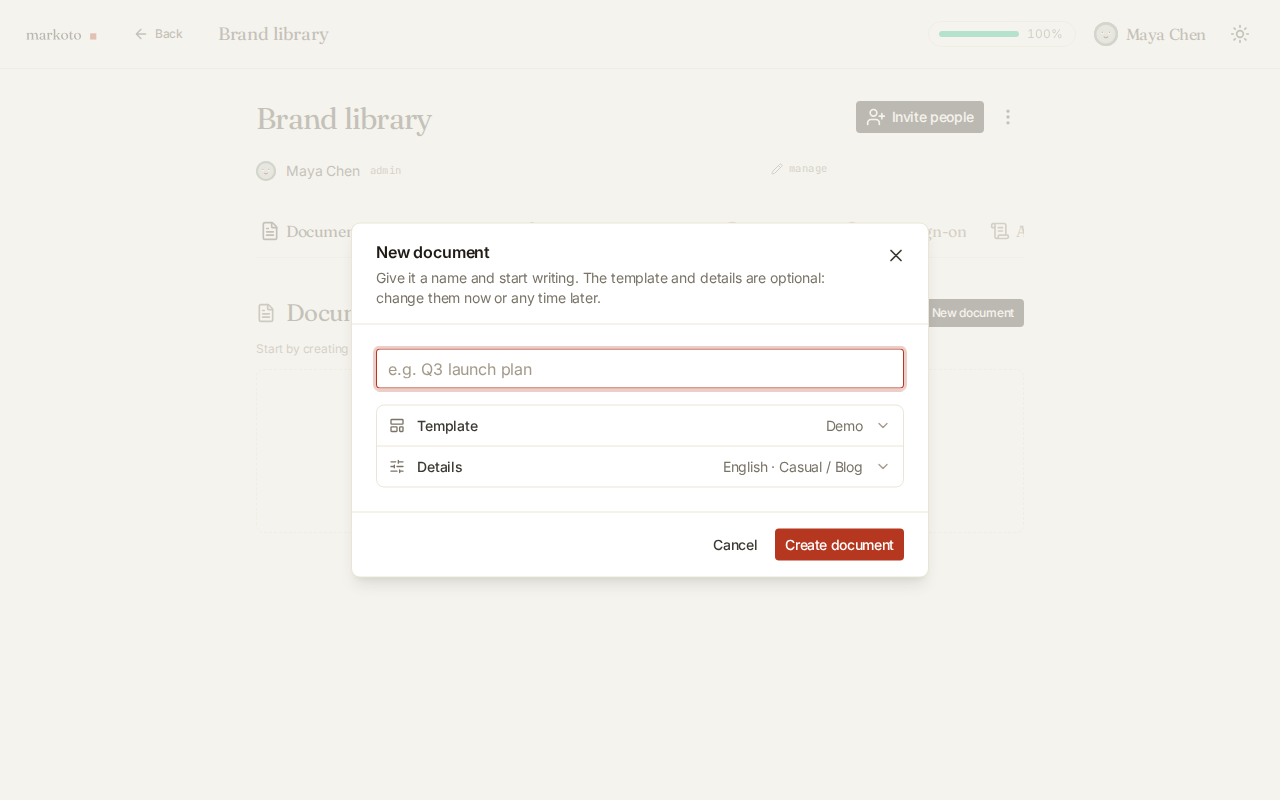 markoto
Back
Brand library
100%
Maya Chen
Brand library
Invite people
Maya Chen admin
manage
New document
Give it a name and start writing. The template and details are optional:
change them now or any time later.
New document
Start by creating
e.g. Q3 launch plan
Template
Demo
Details
English · Casual / Blog
Cancel
Create document